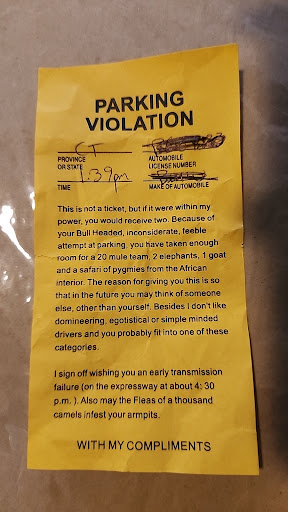 PARKING
VIOLATION
CT
PROVINCE AUTOMOBILE
OR STATE LICENSE NUMBER
1:39pm
TIME MAKE OF AUTOMOBILE
This is not a ticket, but if it were within my
power, you would receive two. Because of
your Bull Headed, inconsiderate, feeble
attempt at parking, you have taken enough
room for a 20 mule team, 2 elephants, 1 goat
and a safari of pygmies from the African
interior. The reason for giving you this is so
that in the future you may think of someone
else, other than yourself. Besides I don't like
domineering, egotistical or simple minded
drivers and you probably fit into one of these
categories.
I sign off wishing you an early transmission
failure (on the expressway at about 4: 30
p.m. ). Also may the Fleas of a thousand
camels infest your armpits.
WITH MY COMPLIMENTS